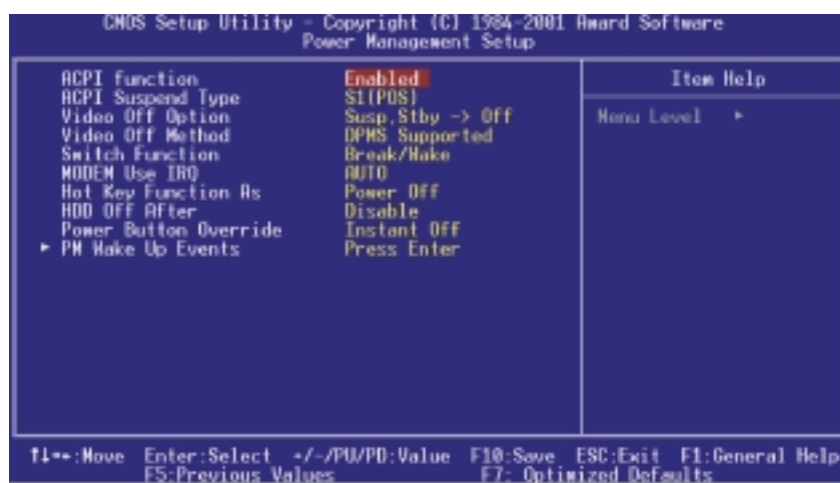 CMOS Setup Utility - Copyright (C) 1984-2001 Award Software
Power Management Setup
ACPI function Enabled
ACPI Suspend Type S1(POS)
Video Off Option Susp,Stby -> Off
Video Off Method DPMS Supported
Switch Function Break/Wake
MODEM Use IRQ AUTO
Hot Key Function As Power Off
HDD Off After Disable
Power Button Override Instant Off
► PM Wake Up Events Press Enter
Item Help
Menu Level ►
↑↓→←:Move Enter:Select +/-/PU/PD:Value F10:Save ESC:Exit F1:General Help
F5:Previous Values F7: Optimized Defaults